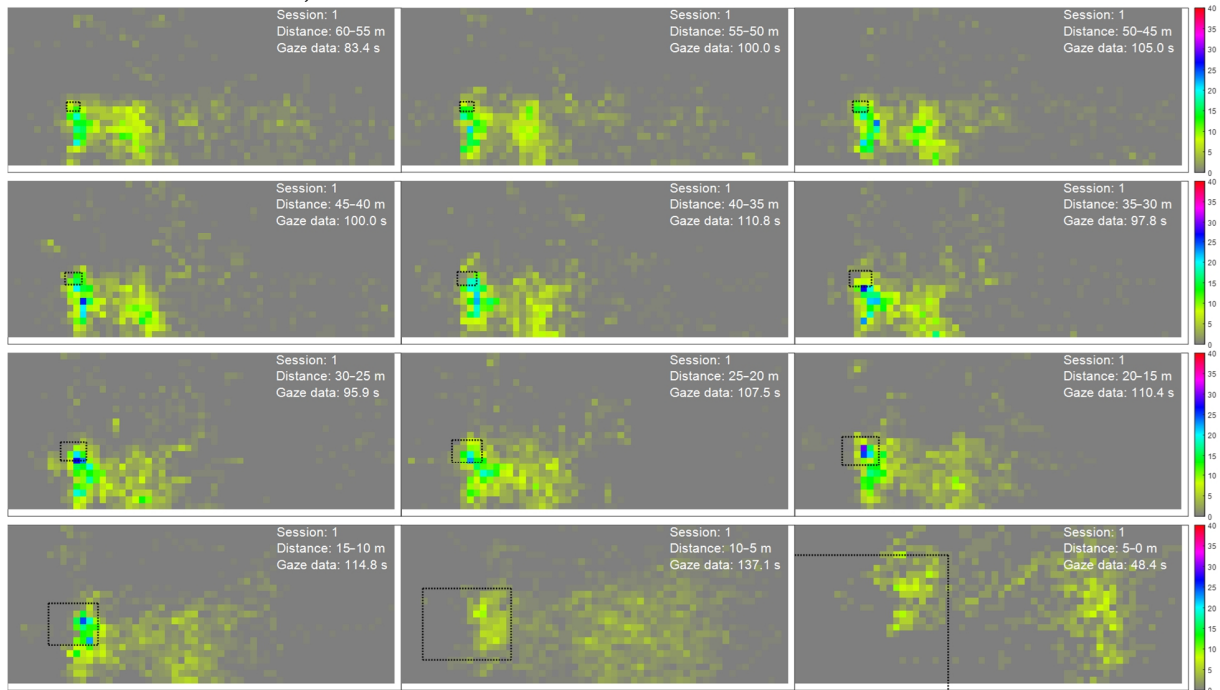 Session: 1
Distance: 60–55 m
Gaze data: 83.4 s
Session: 1
Distance: 55–50 m
Gaze data: 100.0 s
Session: 1
Distance: 50–45 m
Gaze data: 105.0 s
40
35
30
25
20
15
10
5
0
Session: 1
Distance: 45–40 m
Gaze data: 100.0 s
Session: 1
Distance: 40–35 m
Gaze data: 110.8 s
Session: 1
Distance: 35–30 m
Gaze data: 97.8 s
40
35
30
25
20
15
10
5
0
Session: 1
Distance: 30–25 m
Gaze data: 95.9 s
Session: 1
Distance: 25–20 m
Gaze data: 107.5 s
Session: 1
Distance: 20–15 m
Gaze data: 110.4 s
40
35
30
25
20
15
10
5
0
Session: 1
Distance: 15–10 m
Gaze data: 114.8 s
Session: 1
Distance: 10–5 m
Gaze data: 137.1 s
Session: 1
Distance: 5–0 m
Gaze data: 48.4 s
40
35
30
25
20
15
10
5
0